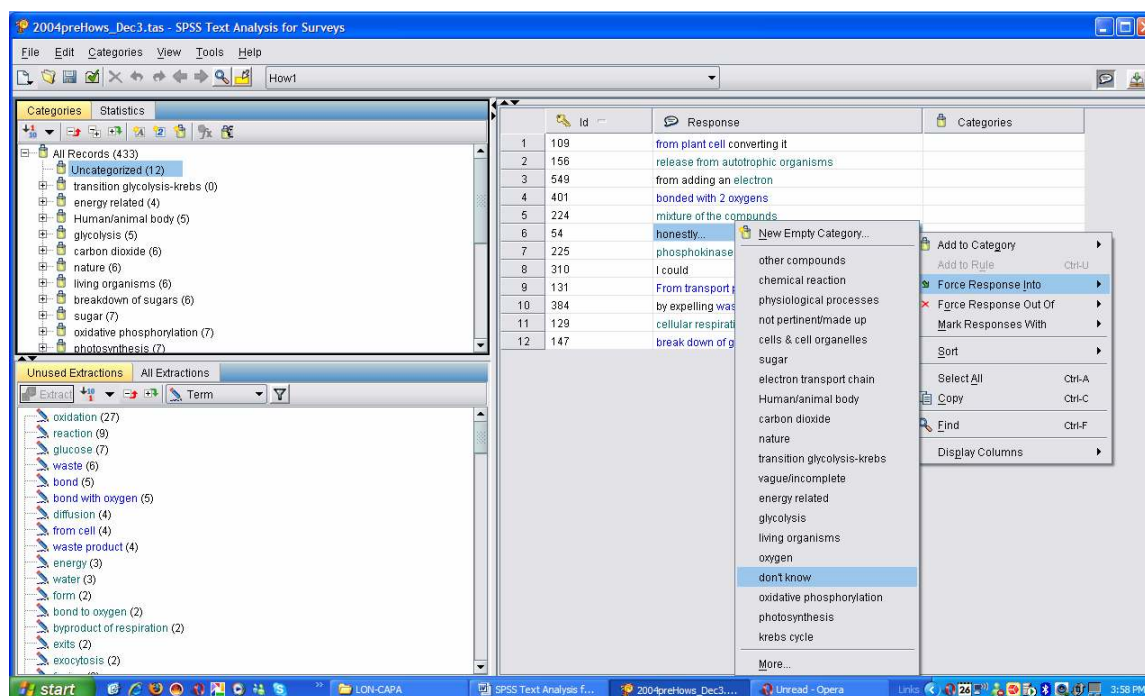 2004preHows_Dec3.tas - SPSS Text Analysis for Surveys
File Edit Categories View Tools Help
How1
Categories Statistics
All Records (433)
Uncategorized (12)
transition glycolysis-krebs (0)
energy related (4)
Human/animal body (5)
glycolysis (5)
carbon dioxide (6)
nature (6)
living organisms (6)
breakdown of sugars (6)
sugar (7)
oxidative phosphorylation (7)
photosynthesis (7)
Unused Extractions All Extractions
Extract Term
oxidation (27)
reaction (9)
glucose (7)
waste (6)
bond (5)
bond with oxygen (5)
diffusion (4)
from cell (4)
waste product (4)
energy (3)
water (3)
form (2)
bond to oxygen (2)
byproduct of respiration (2)
exits (2)
exocytosis (2)
Id Response Categories
1 109 from plant cell converting it
2 156 release from autotrophic organisms
3 549 from adding an electron
4 401 bonded with 2 oxygens
5 224 mixture of the compunds
6 54 honestly...
7 225 phosphokinase
8 310 I could
9 131 From transport
10 384 by expelling
11 129 cellular
12 147 break down of
New Empty Category...
other compounds
chemical reaction
physiological processes
not pertinent/made up
cells & cell organelles
sugar
electron transport chain
Human/animal body
carbon dioxide
nature
transition glycolysis-krebs
vague/incomplete
energy related
glycolysis
living organisms
oxygen
don't know
oxidative phosphorylation
photosynthesis
krebs cycle
More...
Add to Category
Add to Rule Ctrl-U
Force Response Into
Force Response Out Of
Mark Responses With
Sort
Select All Ctrl-A
Copy Ctrl-C
Find Ctrl-F
Display Columns
start
LON-CAPA
SPSS Text Analysis f...
2004preHows_Dec3....
Unread - Opera
Links
26
3:58 PM